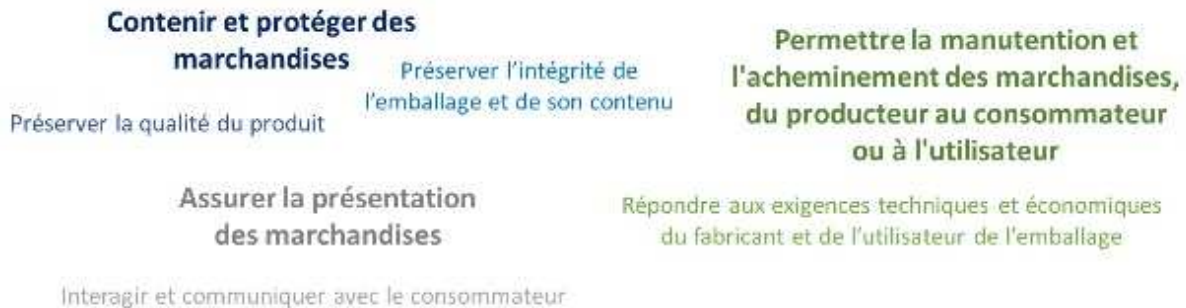 Contenir et protéger des
marchandises
Préserver l'intégrité de
l'emballage et de son contenu
Préserver la qualité du produit
Permettre la manutention et
l'acheminement des marchandises,
du producteur au consommateur
ou à l'utilisateur
Assurer la présentation
des marchandises
Répondre aux exigences techniques et économiques
du fabricant et de l'utilisateur de l'emballage
Interagir et communiquer avec le consommateur